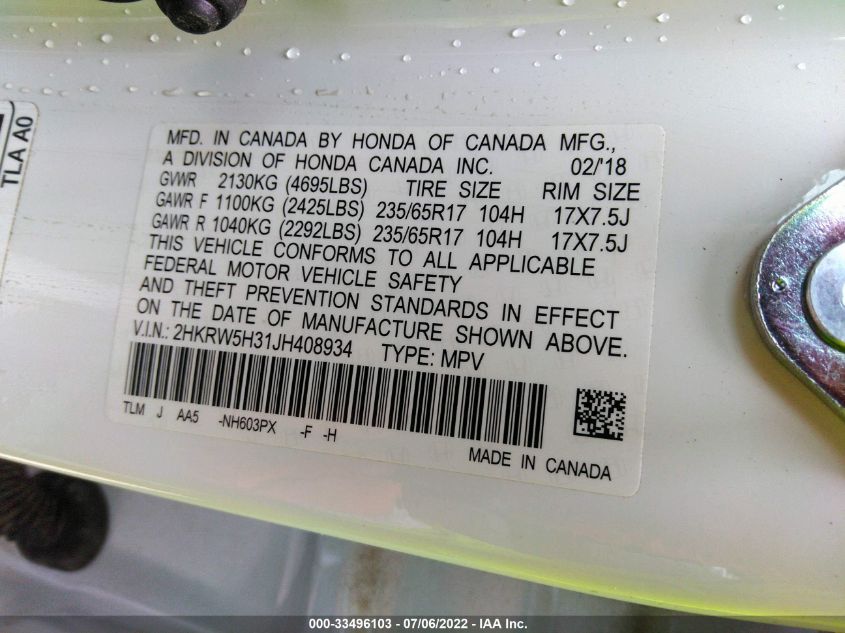 TLA A0
MFD. IN CANADA BY HONDA OF CANADA MFG.,
A DIVISION OF HONDA CANADA INC. 02/'18
GVWR 2130KG (4695LBS) TIRE SIZE RIM SIZE
GAWR F 1100KG (2425LBS) 235/65R17 104H 17X7.5J
GAWR R 1040KG (2292LBS) 235/65R17 104H 17X7.5J
THIS VEHICLE CONFORMS TO ALL APPLICABLE
FEDERAL MOTOR VEHICLE SAFETY
AND THEFT PREVENTION STANDARDS IN EFFECT
ON THE DATE OF MANUFACTURE SHOWN ABOVE.
V.I.N.: 2HKRW5H31JH408934 TYPE: MPV
TLM J AA5 -NH603PX -F -H
MADE IN CANADA
000-33496103 - 07/06/2022 - IAA Inc.